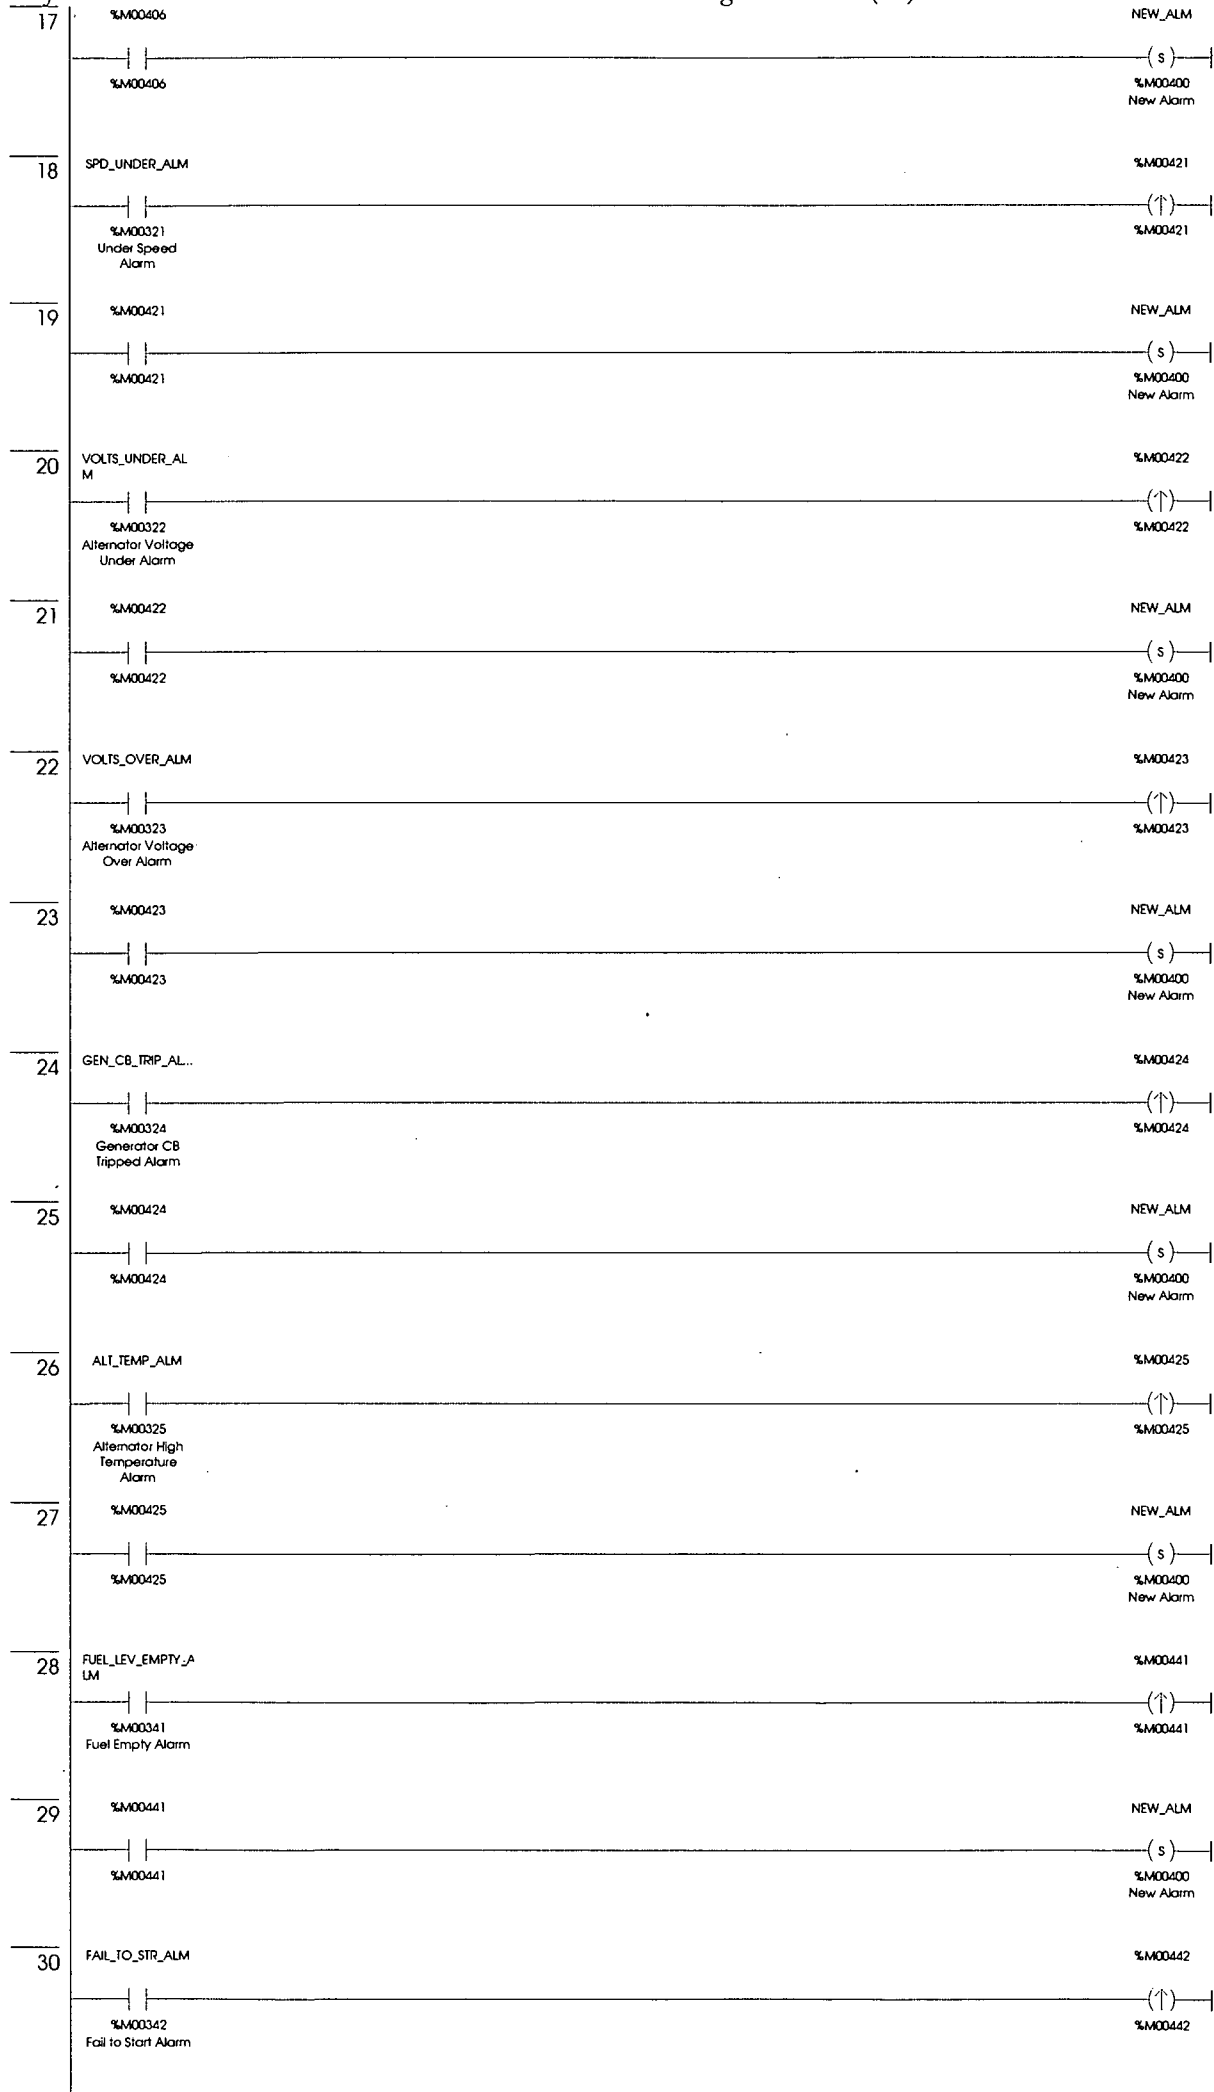 17
%M00406
NEW_ALM
(s)
%M00406
%M00400
New Alarm
18
SPD_UNDER_ALM
%M00421
(↑)
%M00321
%M00421
Under Speed
Alarm
19
%M00421
NEW_ALM
(s)
%M00421
%M00400
New Alarm
20
VOLTS_UNDER_AL
M
%M00422
(↑)
%M00322
%M00422
Alternator Voltage
Under Alarm
21
%M00422
NEW_ALM
(s)
%M00422
%M00400
New Alarm
22
VOLTS_OVER_ALM
%M00423
(↑)
%M00323
%M00423
Alternator Voltage
Over Alarm
23
%M00423
NEW_ALM
(s)
%M00423
%M00400
New Alarm
24
GEN_CB_TRIP_AL...
%M00424
(↑)
%M00324
%M00424
Generator CB
Tripped Alarm
25
%M00424
NEW_ALM
(s)
%M00424
%M00400
New Alarm
26
ALT_TEMP_ALM
%M00425
(↑)
%M00325
%M00425
Alternator High
Temperature
Alarm
27
%M00425
NEW_ALM
(s)
%M00425
%M00400
New Alarm
28
FUEL_LEV_EMPTY_A
LM
%M00441
(↑)
%M00341
%M00441
Fuel Empty Alarm
29
%M00441
NEW_ALM
(s)
%M00441
%M00400
New Alarm
30
FAIL_TO_STR_ALM
%M00442
(↑)
%M00342
%M00442
Fail to Start Alarm